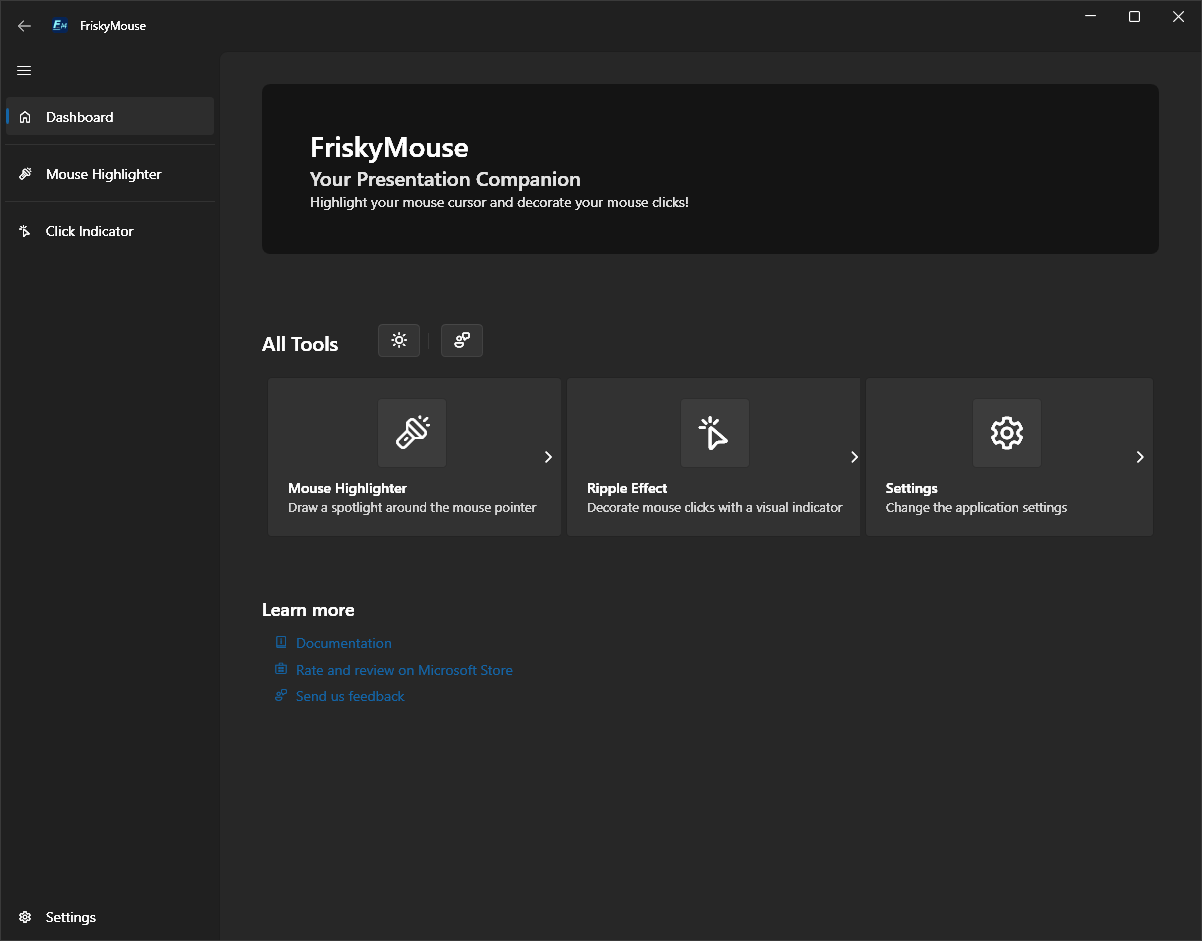 FM FriskyMouse
Dashboard
Mouse Highlighter
Click Indicator
Settings
FriskyMouse
Your Presentation Companion
Highlight your mouse cursor and decorate your mouse clicks!
All Tools
Mouse Highlighter
Draw a spotlight around the mouse pointer
Ripple Effect
Decorate mouse clicks with a visual indicator
Settings
Change the application settings
Learn more
Documentation
Rate and review on Microsoft Store
Send us feedback